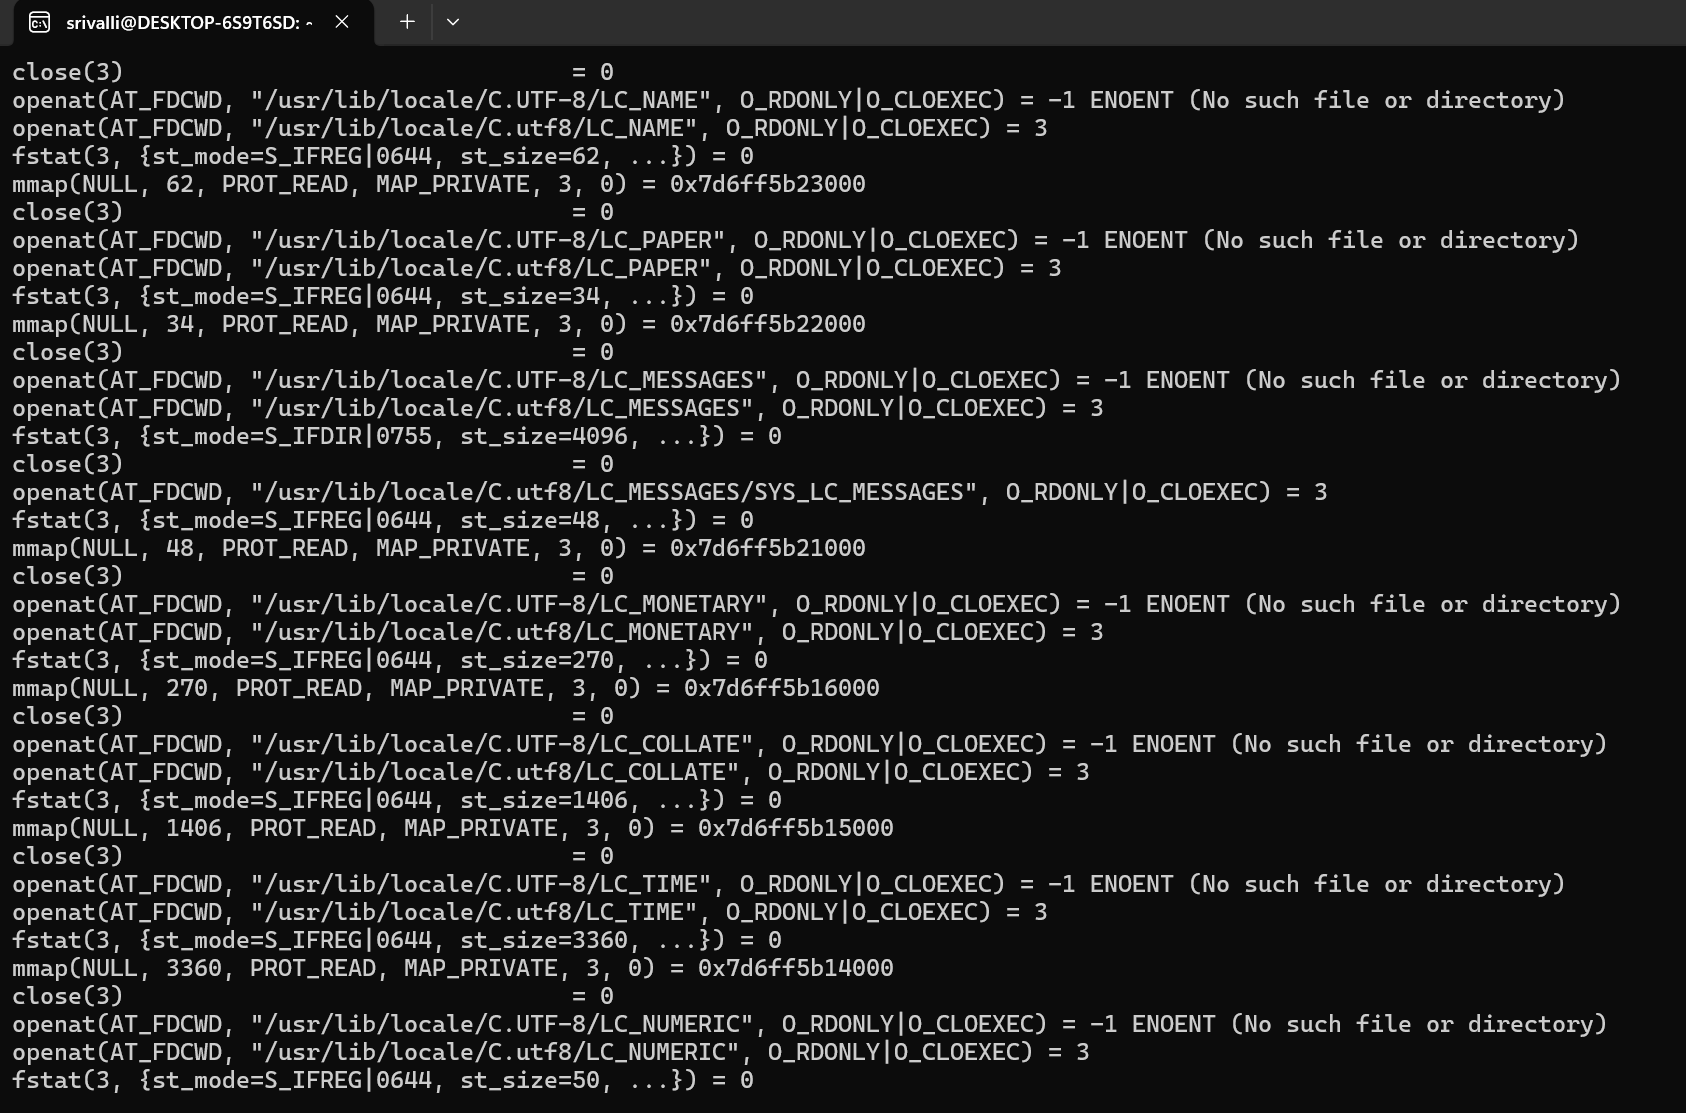 srivalli@DESKTOP-6S9T6SD: ~
close(3)                                = 0
openat(AT_FDCWD, "/usr/lib/locale/C.UTF-8/LC_NAME", O_RDONLY|O_CLOEXEC) = -1 ENOENT (No such file or directory)
openat(AT_FDCWD, "/usr/lib/locale/C.utf8/LC_NAME", O_RDONLY|O_CLOEXEC) = 3
fstat(3, {st_mode=S_IFREG|0644, st_size=62, ...}) = 0
mmap(NULL, 62, PROT_READ, MAP_PRIVATE, 3, 0) = 0x7d6ff5b23000
close(3)                                = 0
openat(AT_FDCWD, "/usr/lib/locale/C.UTF-8/LC_PAPER", O_RDONLY|O_CLOEXEC) = -1 ENOENT (No such file or directory)
openat(AT_FDCWD, "/usr/lib/locale/C.utf8/LC_PAPER", O_RDONLY|O_CLOEXEC) = 3
fstat(3, {st_mode=S_IFREG|0644, st_size=34, ...}) = 0
mmap(NULL, 34, PROT_READ, MAP_PRIVATE, 3, 0) = 0x7d6ff5b22000
close(3)                                = 0
openat(AT_FDCWD, "/usr/lib/locale/C.UTF-8/LC_MESSAGES", O_RDONLY|O_CLOEXEC) = -1 ENOENT (No such file or directory)
openat(AT_FDCWD, "/usr/lib/locale/C.utf8/LC_MESSAGES", O_RDONLY|O_CLOEXEC) = 3
fstat(3, {st_mode=S_IFDIR|0755, st_size=4096, ...}) = 0
close(3)                                = 0
openat(AT_FDCWD, "/usr/lib/locale/C.utf8/LC_MESSAGES/SYS_LC_MESSAGES", O_RDONLY|O_CLOEXEC) = 3
fstat(3, {st_mode=S_IFREG|0644, st_size=48, ...}) = 0
mmap(NULL, 48, PROT_READ, MAP_PRIVATE, 3, 0) = 0x7d6ff5b21000
close(3)                                = 0
openat(AT_FDCWD, "/usr/lib/locale/C.UTF-8/LC_MONETARY", O_RDONLY|O_CLOEXEC) = -1 ENOENT (No such file or directory)
openat(AT_FDCWD, "/usr/lib/locale/C.utf8/LC_MONETARY", O_RDONLY|O_CLOEXEC) = 3
fstat(3, {st_mode=S_IFREG|0644, st_size=270, ...}) = 0
mmap(NULL, 270, PROT_READ, MAP_PRIVATE, 3, 0) = 0x7d6ff5b16000
close(3)                                = 0
openat(AT_FDCWD, "/usr/lib/locale/C.UTF-8/LC_COLLATE", O_RDONLY|O_CLOEXEC) = -1 ENOENT (No such file or directory)
openat(AT_FDCWD, "/usr/lib/locale/C.utf8/LC_COLLATE", O_RDONLY|O_CLOEXEC) = 3
fstat(3, {st_mode=S_IFREG|0644, st_size=1406, ...}) = 0
mmap(NULL, 1406, PROT_READ, MAP_PRIVATE, 3, 0) = 0x7d6ff5b15000
close(3)                                = 0
openat(AT_FDCWD, "/usr/lib/locale/C.UTF-8/LC_TIME", O_RDONLY|O_CLOEXEC) = -1 ENOENT (No such file or directory)
openat(AT_FDCWD, "/usr/lib/locale/C.utf8/LC_TIME", O_RDONLY|O_CLOEXEC) = 3
fstat(3, {st_mode=S_IFREG|0644, st_size=3360, ...}) = 0
mmap(NULL, 3360, PROT_READ, MAP_PRIVATE, 3, 0) = 0x7d6ff5b14000
close(3)                                = 0
openat(AT_FDCWD, "/usr/lib/locale/C.UTF-8/LC_NUMERIC", O_RDONLY|O_CLOEXEC) = -1 ENOENT (No such file or directory)
openat(AT_FDCWD, "/usr/lib/locale/C.utf8/LC_NUMERIC", O_RDONLY|O_CLOEXEC) = 3
fstat(3, {st_mode=S_IFREG|0644, st_size=50, ...}) = 0